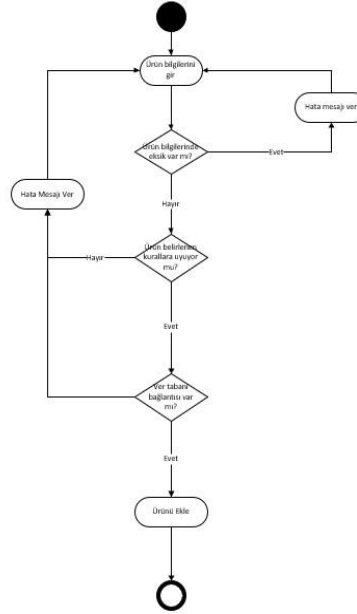 Ürün bilgilerini
gir
Hata mesajı ver
Ürün bilgilerinde
eksik var mı?
Evet
Hata Mesajı Ver
Hayır
Ürün belirlenen
kurallara uyuyor
mu?
Hayır
Evet
Ver tabanı
bağlantısı var
mı?
Evet
Ürünü Ekle